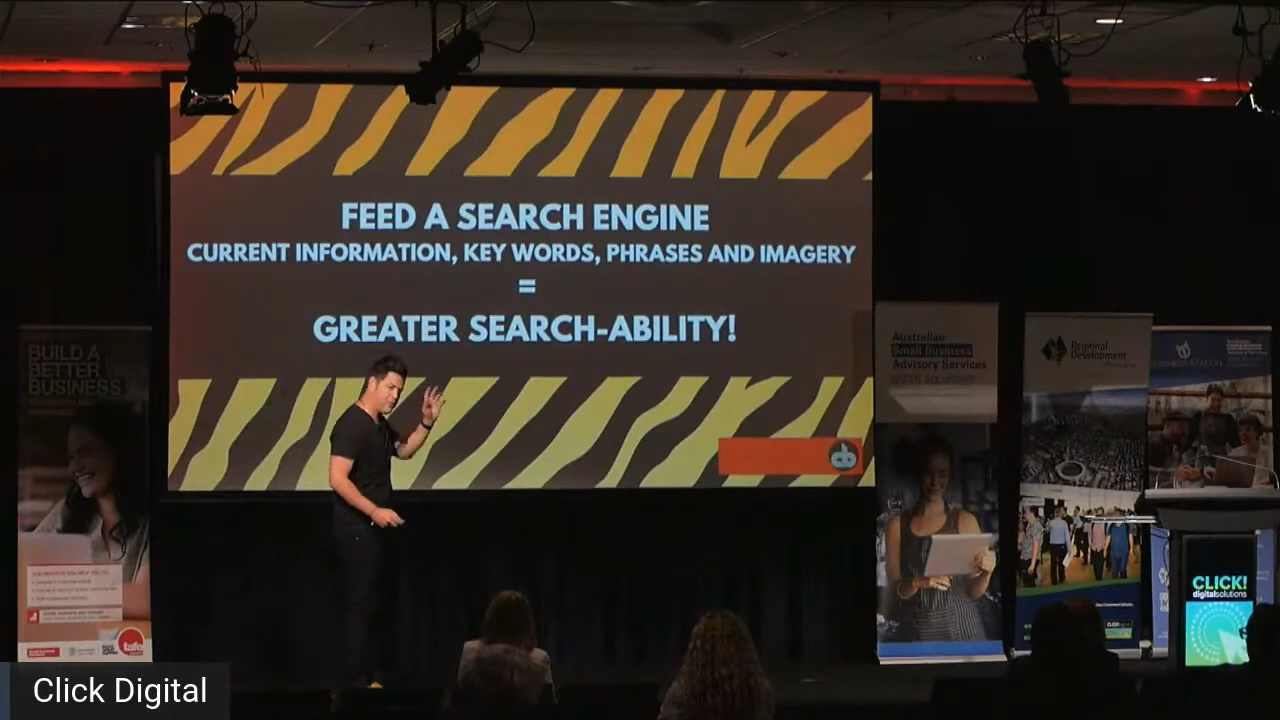 FEED A SEARCH ENGINE
CURRENT INFORMATION, KEY WORDS, PHRASES AND IMAGERY
=
GREATER SEARCH-ABILITY!
BUILD A
BETTER
BUSINESS
tafe
Australian
Small Business
Advisory Services
Regional
Development
CLICK!
digitalsolutions
Click Digital